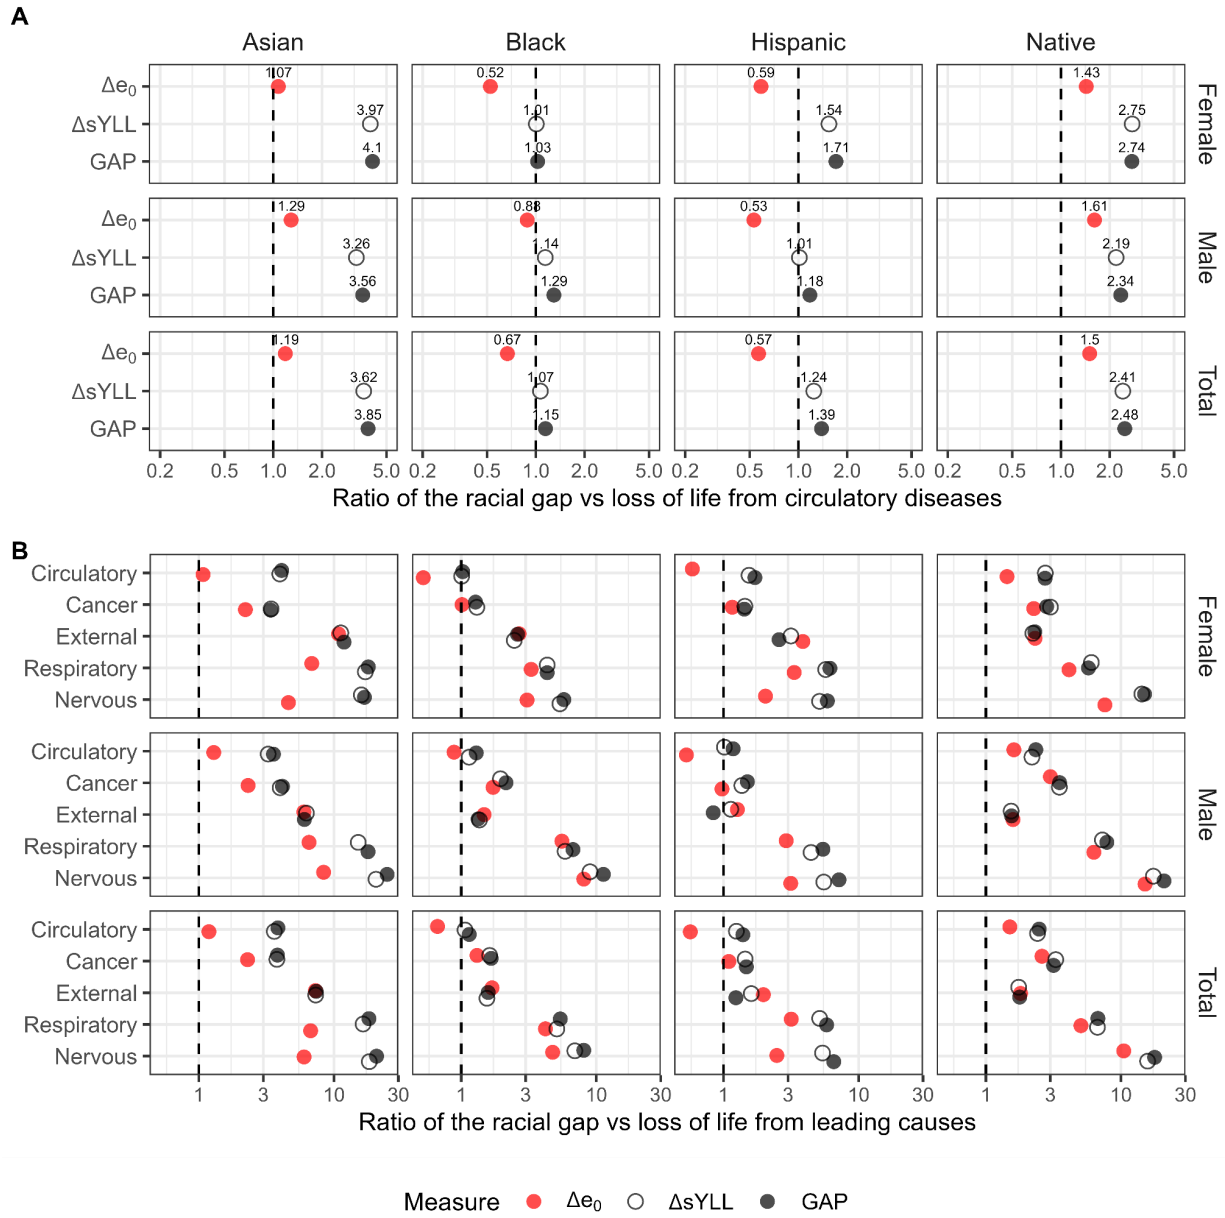 A
Asian Black Hispanic Native
Female
Δe0 1.07 0.52 0.59 1.43
ΔsYLL 3.97 1.01 1.54 2.75
GAP 4.1 1.03 1.71 2.74
Male
Δe0 1.29 0.88 0.53 1.61
ΔsYLL 3.26 1.14 1.01 2.19
GAP 3.56 1.29 1.18 2.34
Total
Δe0 1.19 0.67 0.57 1.5
ΔsYLL 3.62 1.07 1.24 2.41
GAP 3.85 1.15 1.39 2.48
0.2 0.5 1.0 2.0 5.0 0.2 0.5 1.0 2.0 5.0 0.2 0.5 1.0 2.0 5.0 0.2 0.5 1.0 2.0 5.0
Ratio of the racial gap vs loss of life from circulatory diseases
B
Female
Circulatory
Cancer
External
Respiratory
Nervous
Male
Circulatory
Cancer
External
Respiratory
Nervous
Total
Circulatory
Cancer
External
Respiratory
Nervous
1 3 10 30 1 3 10 30 1 3 10 30 1 3 10 30
Ratio of the racial gap vs loss of life from leading causes
Measure Δe0 ΔsYLL GAP